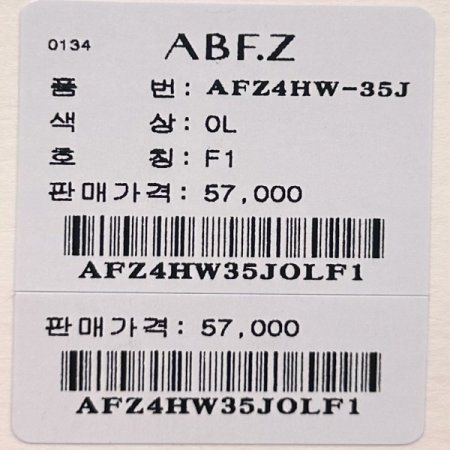 0134 ABF.Z
품 번: AFZ4HW-35J
색 상: OL
호 칭: F1
판매가격: 57,000
AFZ4HW35JOLF1
판매가격: 57,000
AFZ4HW35JOLF1